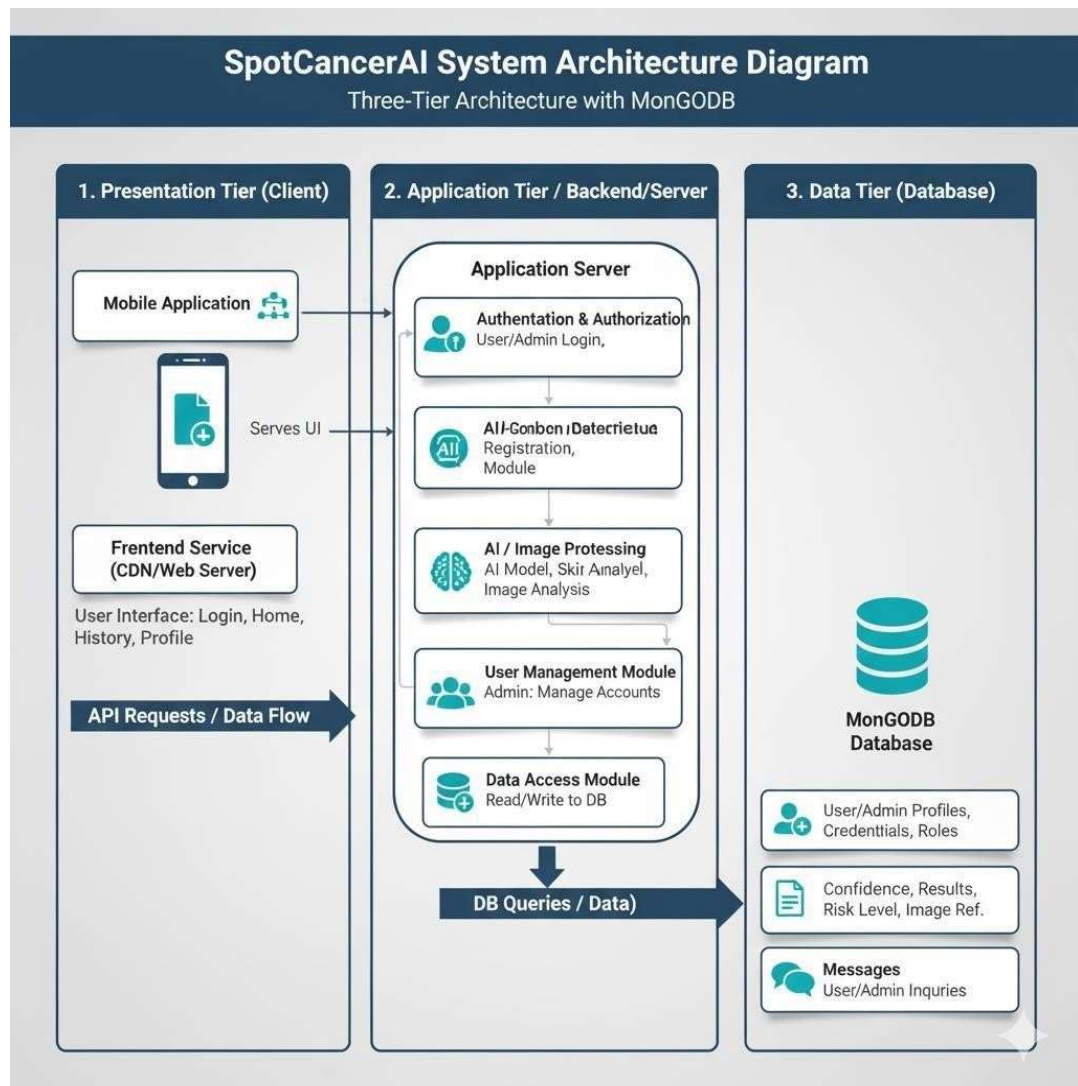 SpotCancerAI System Architecture Diagram
Three-Tier Architecture with MonGODB
1. Presentation Tier (Client)
Mobile Application
Serves UI
Frentend Service
(CDN/Web Server)
User Interface: Login, Home,
History, Profile
API Requests / Data Flow
2. Application Tier / Backend/Server
Application Server
Authentation & Authorization
User/Admin Login,
Registration,
Module
AI / Image Protessing
AI Model, Skir
Image Analysis
User Management Module
Admin: Manage Accounts
Data Access Module
Read/Write to DB
DB Queries / Data)
3. Data Tier (Database)
MonGODB
Database
User/Admin Profiles,
Credenttials, Roles
Confidence, Results,
Risk Level, Image Ref.
Messages
User/Admin Inquries